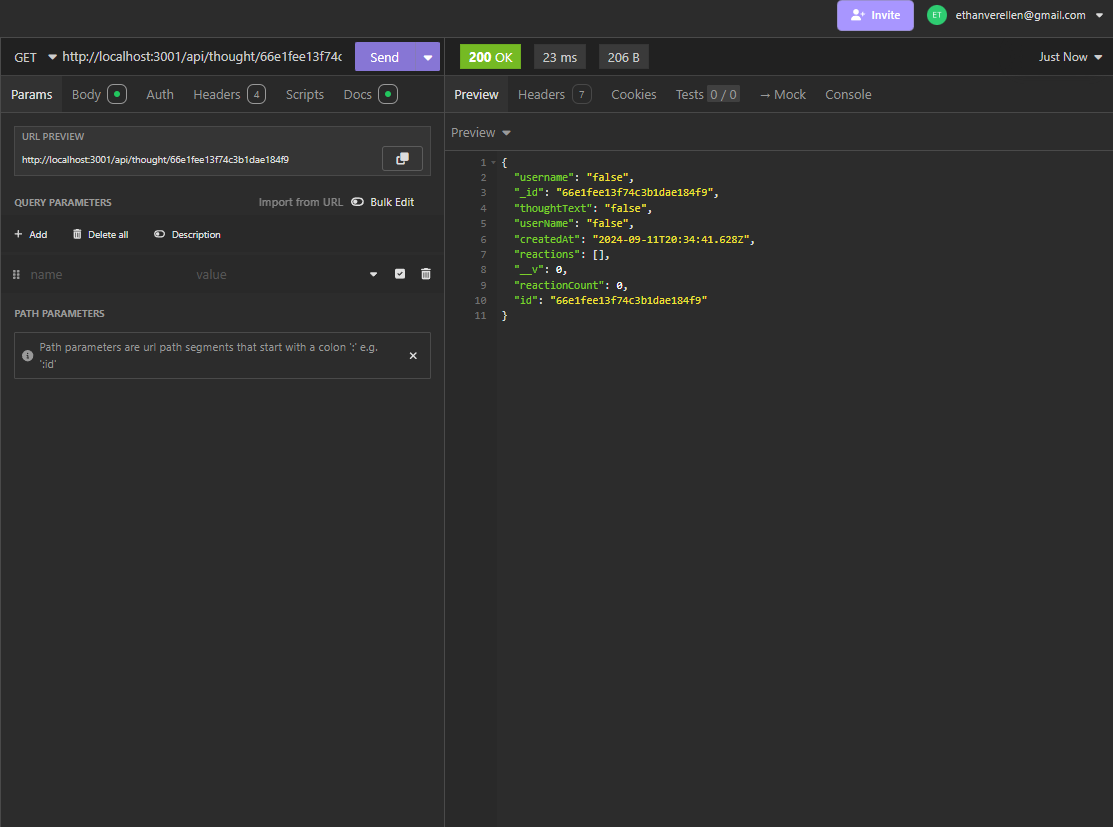 Invite
ET
ethanverellen@gmail.com
GET http://localhost:3001/api/thought/66e1fee13f74c Send
200 OK 23 ms 206 B Just Now
Params Body Auth Headers 4 Scripts Docs
Preview Headers 7 Cookies Tests 0 / 0 → Mock Console
URL PREVIEW
http://localhost:3001/api/thought/66e1fee13f74c3b1dae184f9
QUERY PARAMETERS Import from URL Bulk Edit
+ Add Delete all Description
name value
PATH PARAMETERS
Path parameters are url path segments that start with a colon ':' e.g.
':id'
Preview
1 {
2 "username": "false",
3 "_id": "66e1fee13f74c3b1dae184f9",
4 "thoughtText": "false",
5 "userName": "false",
6 "createdAt": "2024-09-11T20:34:41.628Z",
7 "reactions": [],
8 "__v": 0,
9 "reactionCount": 0,
10 "id": "66e1fee13f74c3b1dae184f9"
11 }